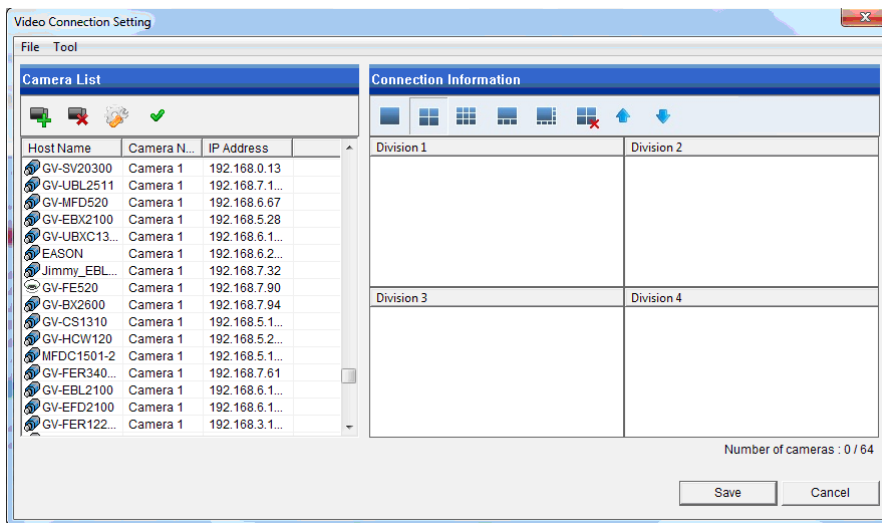 Video Connection Setting
File Tool
Camera List
Connection Information
Host Name Camera N... IP Address
GV-SV20300 Camera 1 192.168.0.13
GV-UBL2511 Camera 1 192.168.7.1...
GV-MFD520 Camera 1 192.168.6.67
GV-EBX2100 Camera 1 192.168.5.28
GV-UBXC13... Camera 1 192.168.6.1...
EASON Camera 1 192.168.6.2...
Jimmy_EBL... Camera 1 192.168.7.32
GV-FE520 Camera 1 192.168.7.90
GV-BX2600 Camera 1 192.168.7.94
GV-CS1310 Camera 1 192.168.5.1...
GV-HCW120 Camera 1 192.168.5.2...
MFDC1501-2 Camera 1 192.168.5.1...
GV-FER340... Camera 1 192.168.7.61
GV-EBL2100 Camera 1 192.168.6.1...
GV-EFD2100 Camera 1 192.168.6.1...
GV-FER122... Camera 1 192.168.3.1...
Division 1 Division 2
Division 3 Division 4
Number of cameras : 0 / 64
Save Cancel